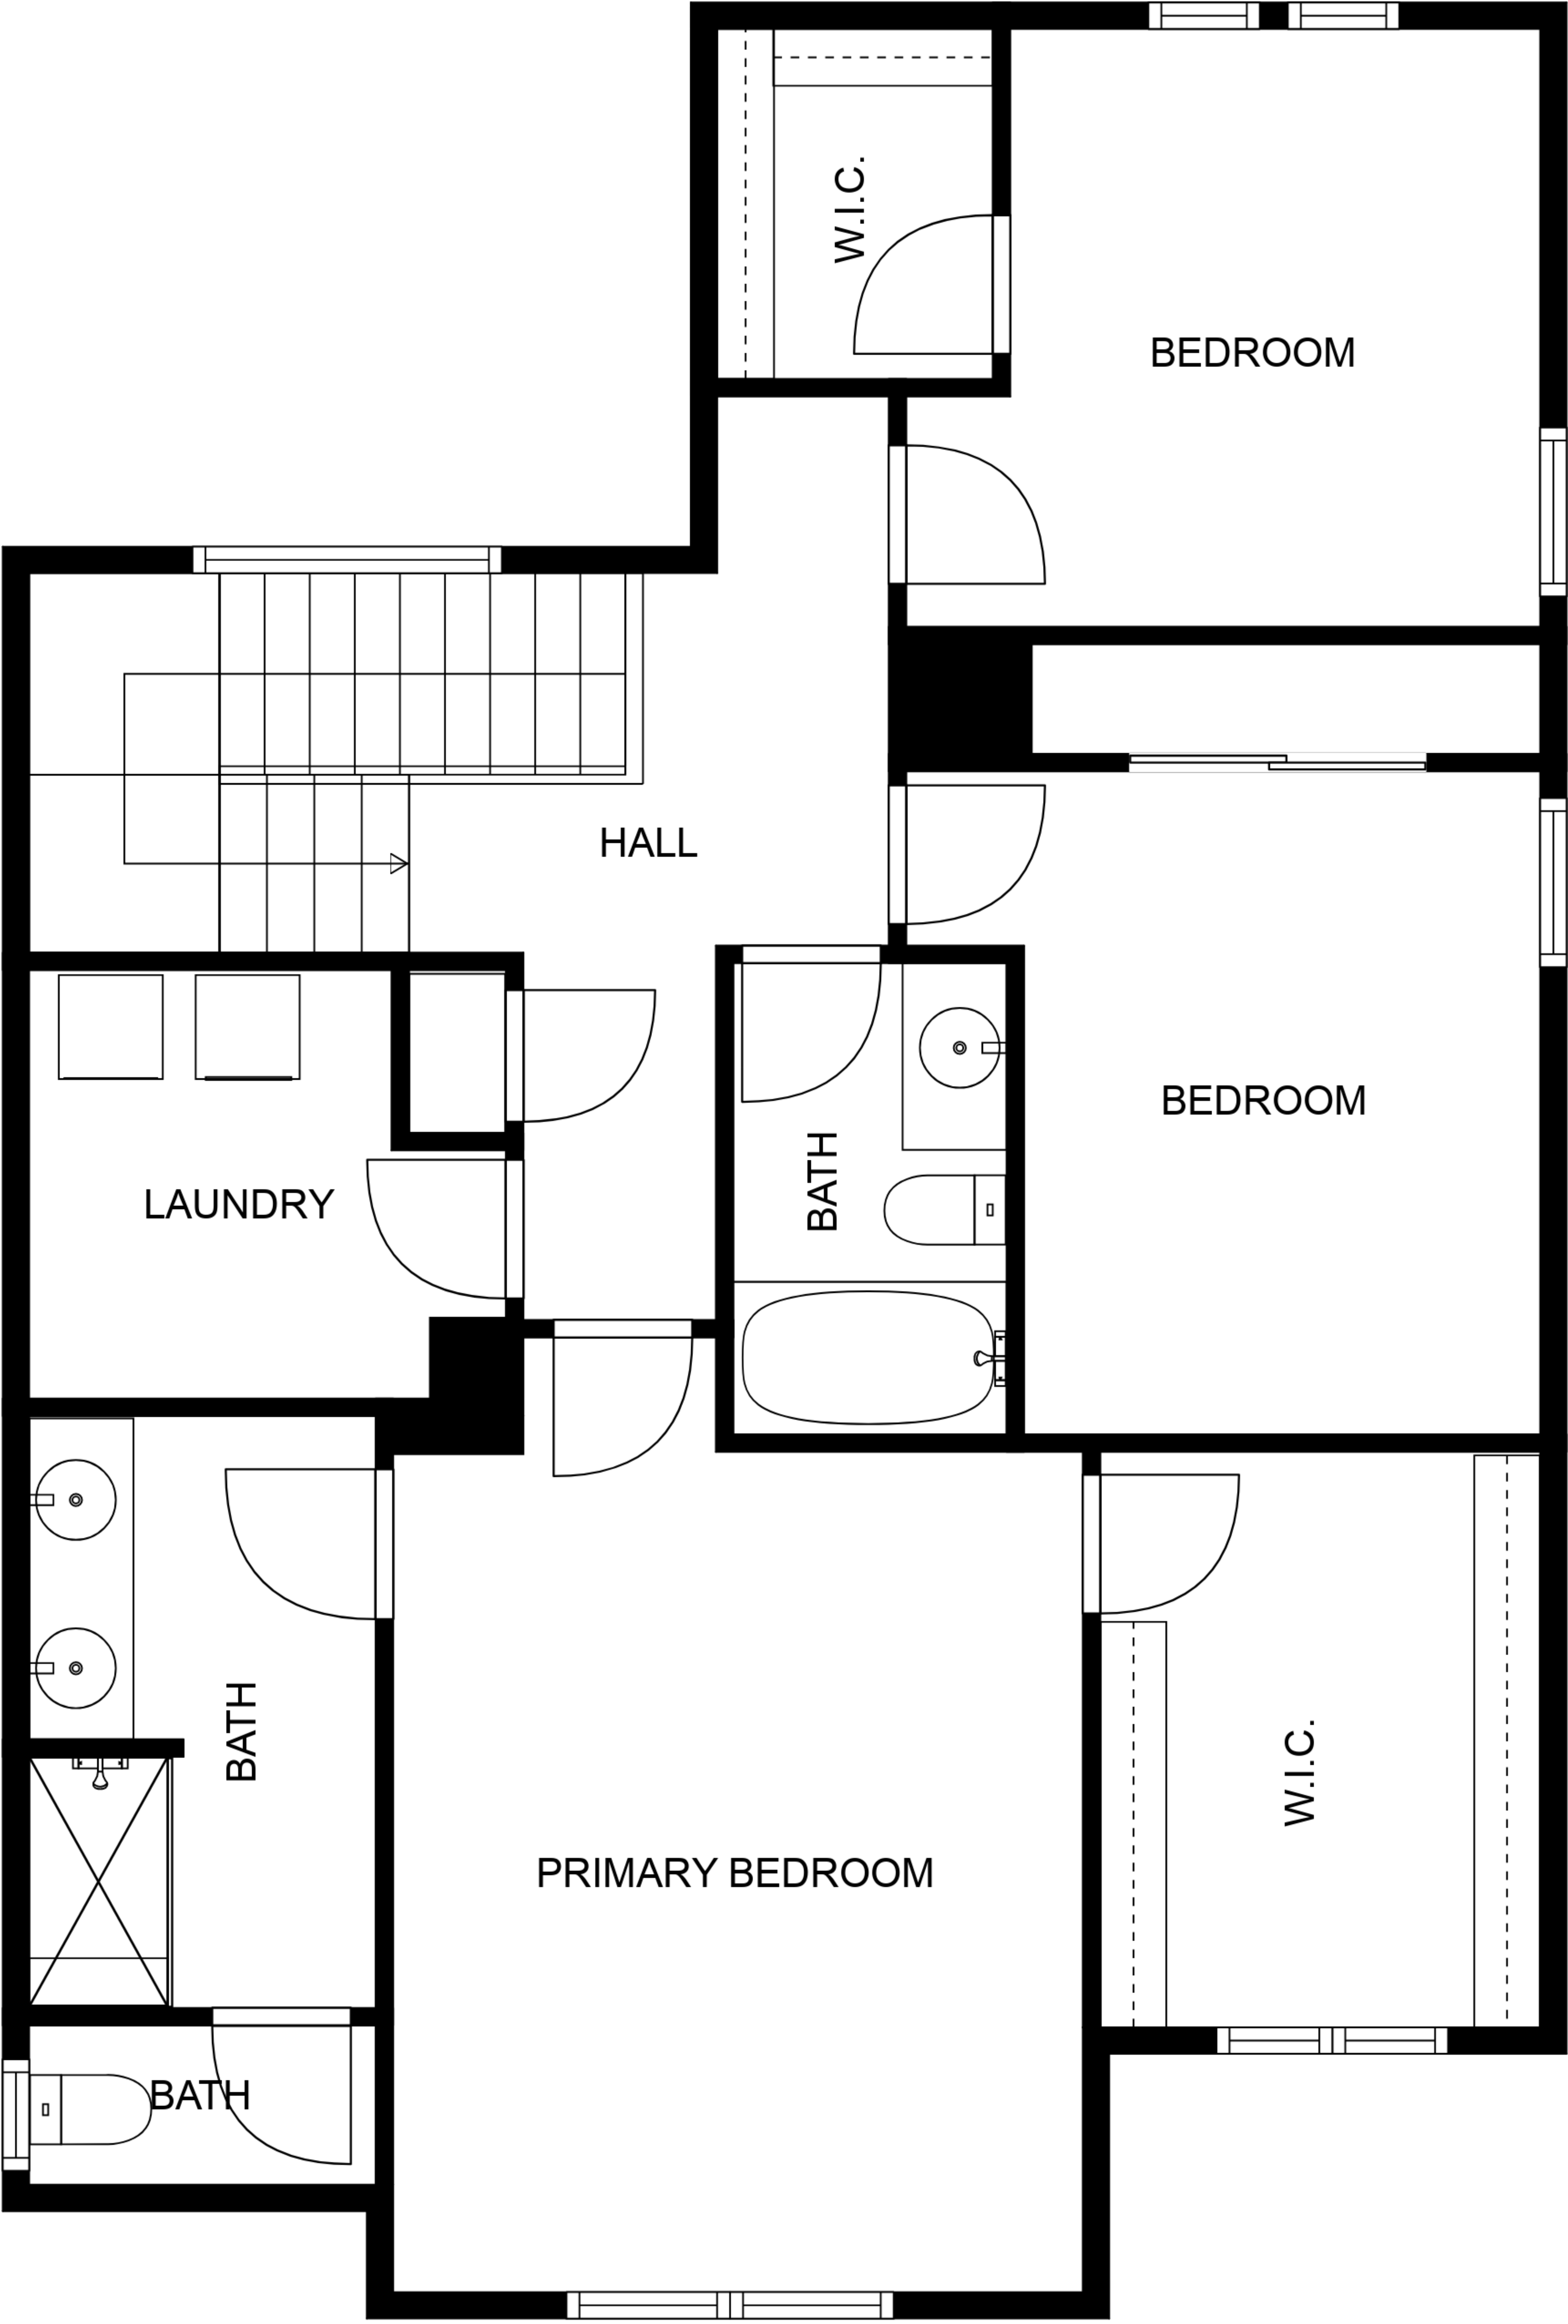 W.I.C.
BEDROOM
HALL
BEDROOM
BATH
LAUNDRY
BATH
W.I.C.
PRIMARY BEDROOM
BATH